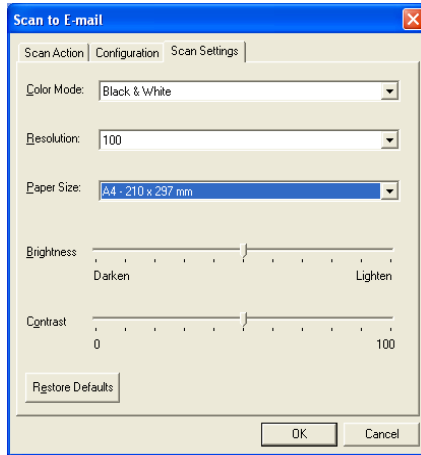 Scan to E-mail
Scan Action Configuration Scan Settings
Color Mode: Black & White
Resolution: 100
Paper Size: A4 - 210 x 297 mm
Brightness
Darken Lighten
Contrast
0 100
Restore Defaults
OK Cancel